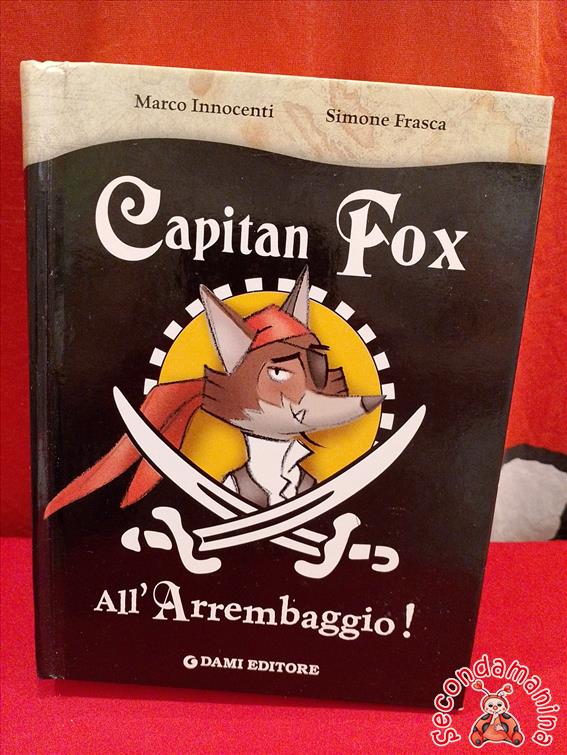 Marco Innocenti Simone Frasca
Capitan Fox
All'Arrembaggio!
DAMI EDITORE
secondamanina